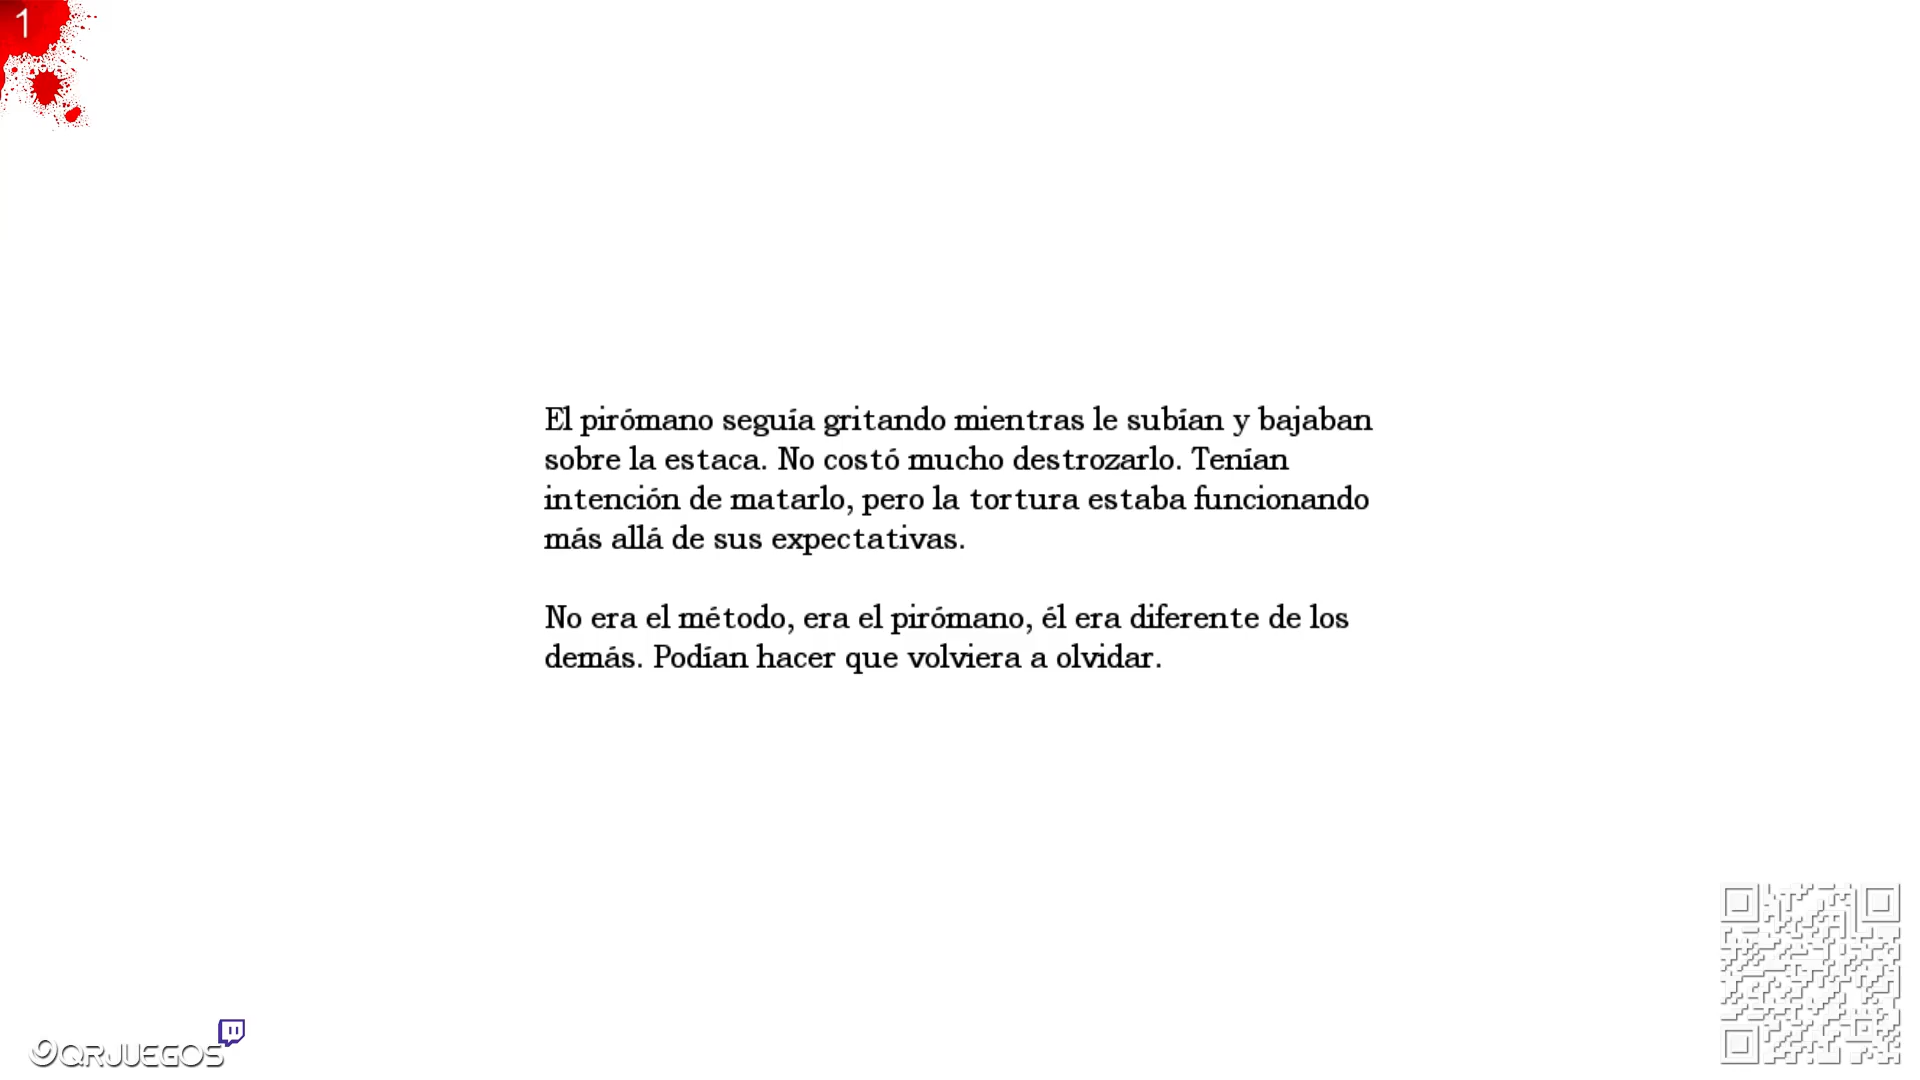 1
El pirómano seguía gritando mientras le subían y bajaban
sobre la estaca. No costó mucho destrozarlo. Tenían
intención de matarlo, pero la tortura estaba funcionando
más allá de sus expectativas.
No era el método, era el pirómano, él era diferente de los
demás. Podían hacer que volviera a olvidar.
QRJUEGOS